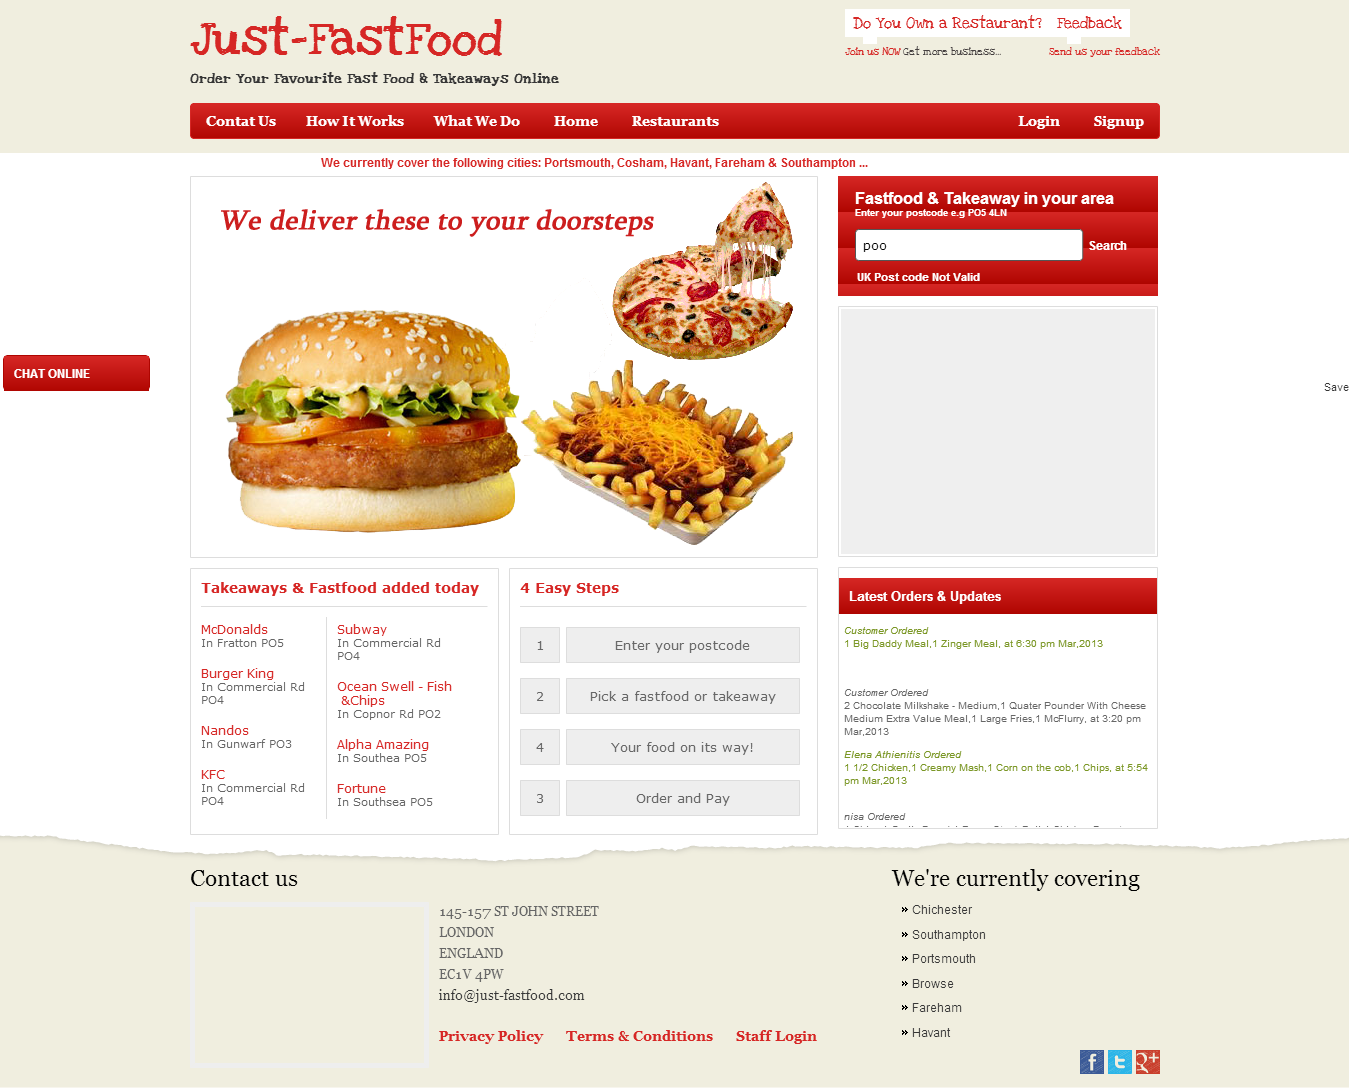 Just-FastFood
Order Your Favourite Fast Food & Takeaways Online
Do You Own a Restaurant? Feedback
Join us NOW Get more business... Send us your feedback
Contat Us How It Works What We Do Home Restaurants Login Signup
We currently cover the following cities: Portsmouth, Cosham, Havant, Fareham & Southampton ...
We deliver these to your doorsteps
Fastfood & Takeaway in your area
Enter your postcode e.g PO5 4LN
poo Search
UK Post code Not Valid
CHAT ONLINE
Save
Takeaways & Fastfood added today
McDonalds
In Fratton PO5
Burger King
In Commercial Rd
PO4
Nandos
In Gunwarf PO3
KFC
In Commercial Rd
PO4
Subway
In Commercial Rd
PO4
Ocean Swell - Fish
&Chips
In Copnor Rd PO2
Alpha Amazing
In Southea PO5
Fortune
In Southsea PO5
4 Easy Steps
1 Enter your postcode
2 Pick a fastfood or takeaway
4 Your food on its way!
3 Order and Pay
Latest Orders & Updates
Customer Ordered
1 Big Daddy Meal,1 Zinger Meal, at 6:30 pm Mar,2013
Customer Ordered
2 Chocolate Milkshake - Medium,1 Quater Pounder With Cheese
Medium Extra Value Meal,1 Large Fries,1 McFlurry, at 3:20 pm
Mar,2013
Elena Athienitis Ordered
1 1/2 Chicken,1 Creamy Mash,1 Corn on the cob,1 Chips, at 5:54
pm Mar,2013
nisa Ordered
Contact us
145-157 ST JOHN STREET
LONDON
ENGLAND
EC1V 4PW
info@just-fastfood.com
Privacy Policy Terms & Conditions Staff Login
We're currently covering
Chichester
Southampton
Portsmouth
Browse
Fareham
Havant